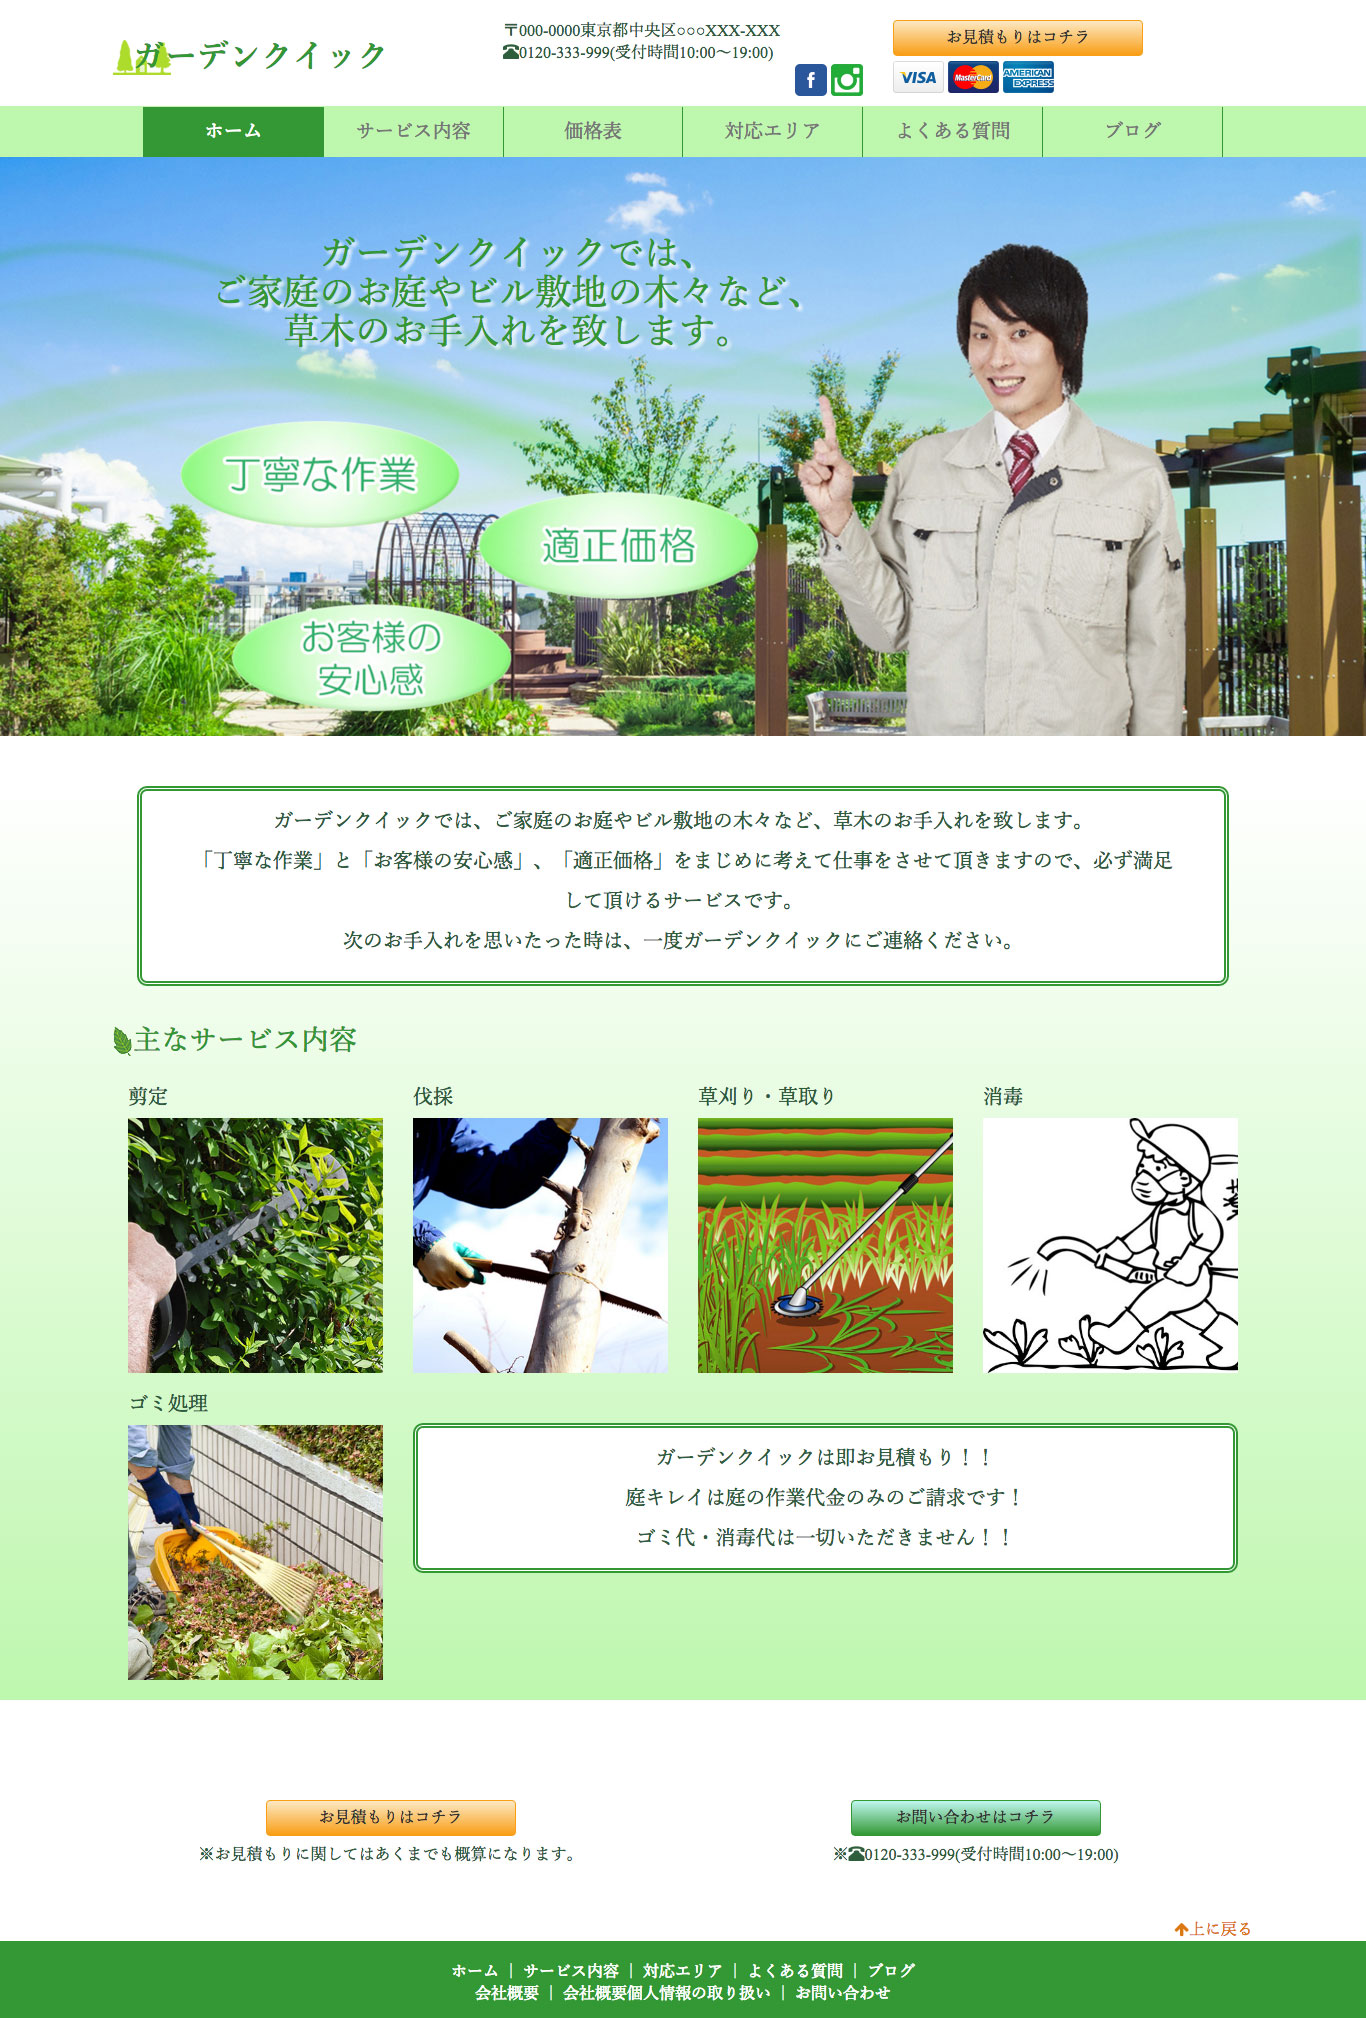 ガーデンクイック
〒000-0000東京都中央区○○○XXX-XXX
☎0120-333-999(受付時間10:00～19:00)
お見積もりはコチラ
VISA
MasterCard
AMERICAN EXPRESS
ホーム
サービス内容
価格表
対応エリア
よくある質問
ブログ
ガーデンクイックでは、
ご家庭のお庭やビル敷地の木々など、
草木のお手入れを致します。
丁寧な作業
適正価格
お客様の
安心感
ガーデンクイックでは、ご家庭のお庭やビル敷地の木々など、草木のお手入れを致します。
「丁寧な作業」と「お客様の安心感」、「適正価格」をまじめに考えて仕事をさせて頂きますので、必ず満足
して頂けるサービスです。
次のお手入れを思いたった時は、一度ガーデンクイックにご連絡ください。
主なサービス内容
剪定
伐採
草刈り・草取り
消毒
ゴミ処理
ガーデンクイックは即お見積もり！！
庭キレイは庭の作業代金のみのご請求です！
ゴミ代・消毒代は一切いただきません！！
お見積もりはコチラ
※お見積もりに関してはあくまでも概算になります。
お問い合わせはコチラ
※☎0120-333-999(受付時間10:00～19:00)
上に戻る
ホーム ｜ サービス内容 ｜ 対応エリア ｜ よくある質問 ｜ ブログ
会社概要 ｜ 会社概要個人情報の取り扱い ｜ お問い合わせ